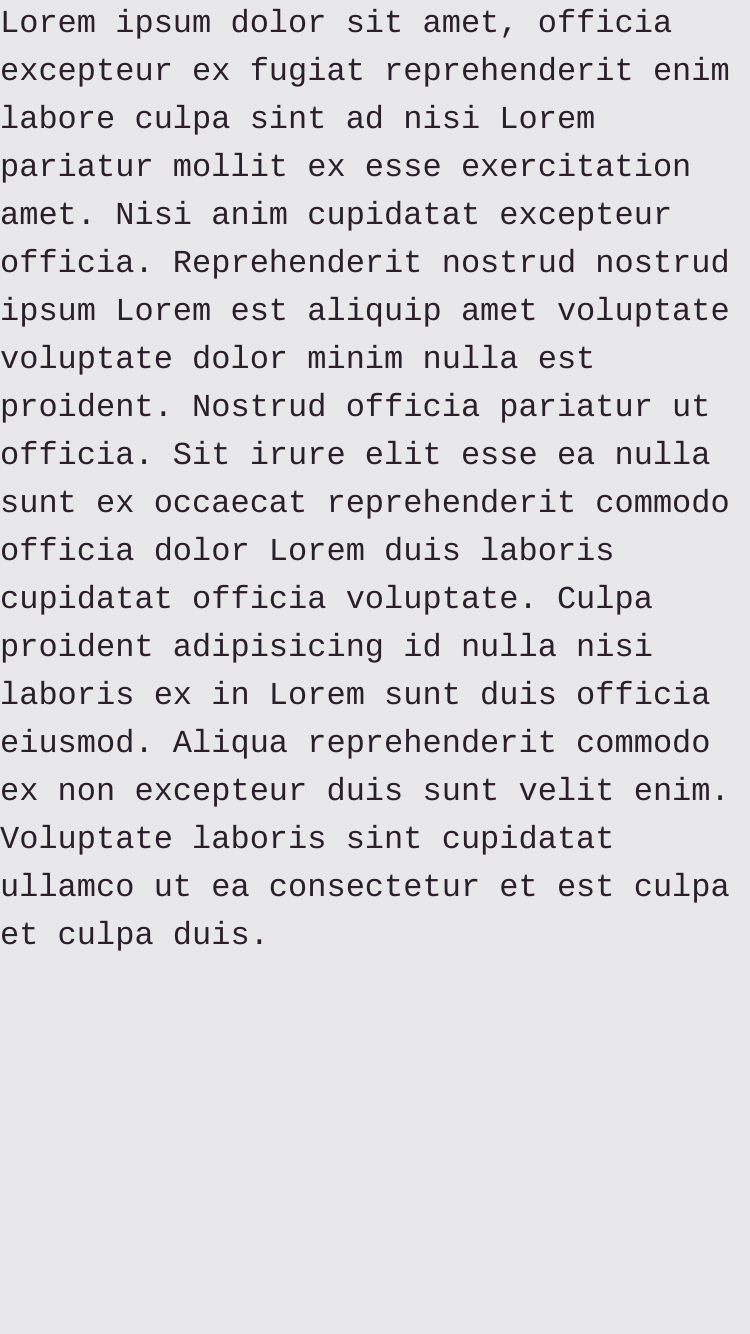 Lorem ipsum dolor sit amet, officia
excepteur ex fugiat reprehenderit enim
labore culpa sint ad nisi Lorem
pariatur mollit ex esse exercitation
amet. Nisi anim cupidatat excepteur
officia. Reprehenderit nostrud nostrud
ipsum Lorem est aliquip amet voluptate
voluptate dolor minim nulla est
proident. Nostrud officia pariatur ut
officia. Sit irure elit esse ea nulla
sunt ex occaecat reprehenderit commodo
officia dolor Lorem duis laboris
cupidatat officia voluptate. Culpa
proident adipisicing id nulla nisi
laboris ex in Lorem sunt duis officia
eiusmod. Aliqua reprehenderit commodo
ex non excepteur duis sunt velit enim.
Voluptate laboris sint cupidatat
ullamco ut ea consectetur et est culpa
et culpa duis.